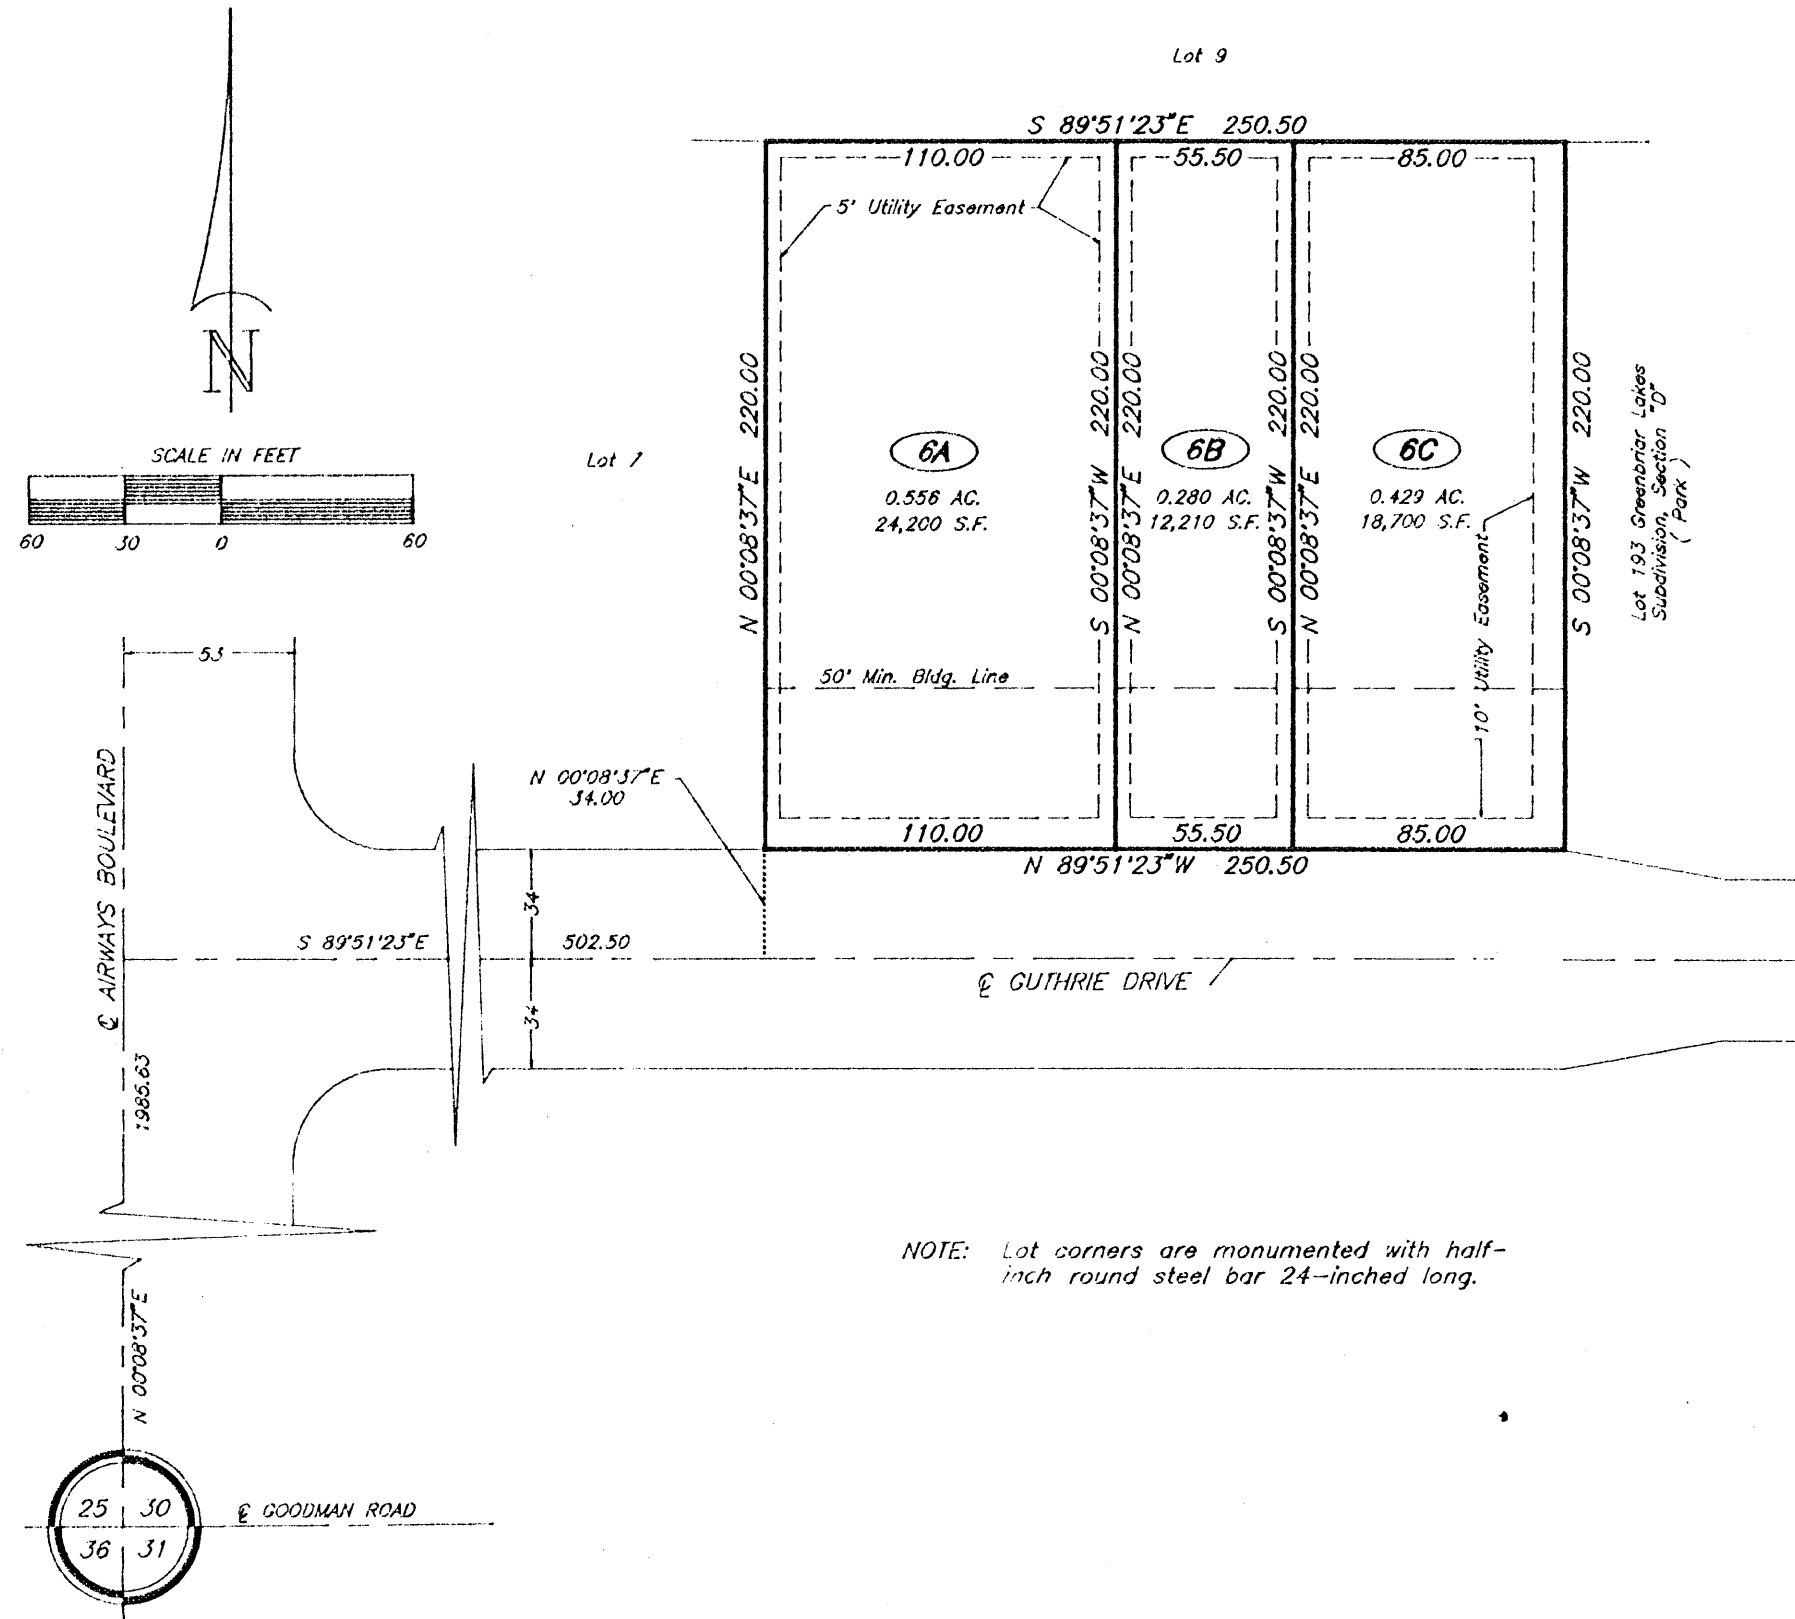 Lot 9
S 89°51'23"E 250.50
110.00
55.50
85.00
5' Utility Easement
N
SCALE IN FEET
60 30 0 60
Lot 7
N 00°08'37"E 220.00
6A
0.556 AC.
24,200 S.F.
S 00°08'37"W 220.00
N 00°08'37"E 220.00
6B
0.280 AC.
12,210 S.F.
S 00°08'37"W 220.00
N 00°08'37"E 220.00
6C
0.429 AC.
18,700 S.F.
10' Utility Easement
S 00°08'37"W 220.00
Lot 193 Greenbriar Lakes
Subdivision, Section "D"
( Park )
53
50' Min. Bldg. Line
N 00°08'37"E
34.00
110.00
55.50
85.00
N 89°51'23"W 250.50
℄ AIRWAYS BOULEVARD
1985.63
34
S 89°51'23"E 502.50
34
℄ GUTHRIE DRIVE
NOTE: Lot corners are monumented with half-
inch round steel bar 24-inched long.
N 00°08'37"E
25 30
36 31
℄ GOODMAN ROAD